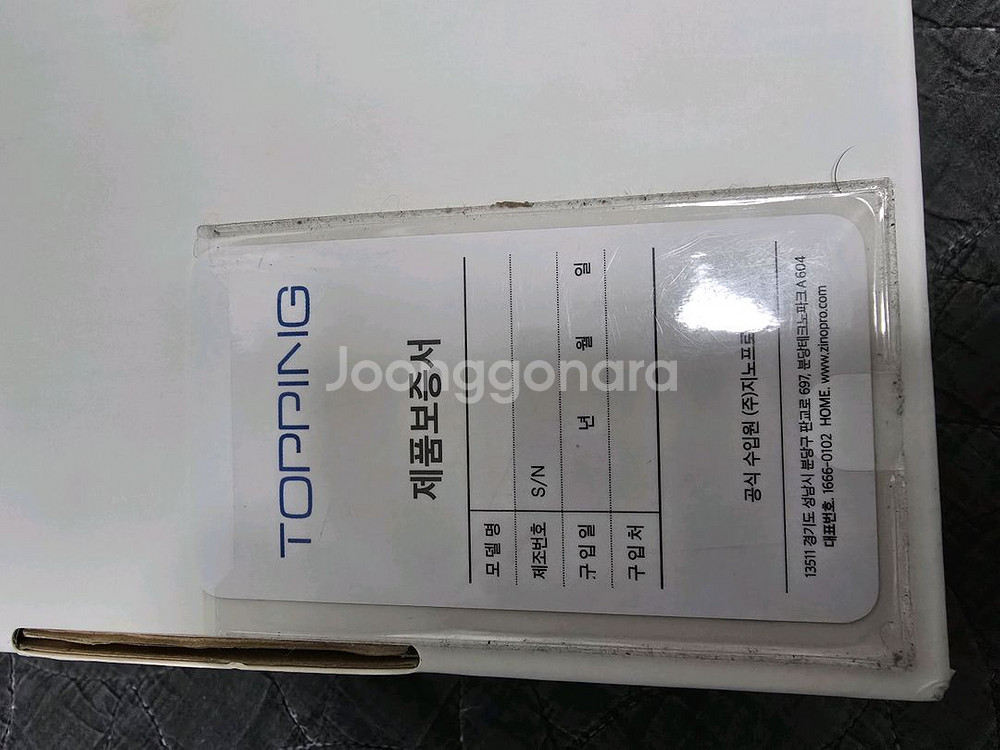 TOPPING
제품보증서
모델명
제조번호 S/N
구입일 년 월 일
구입처
공식 수입원 (주)지노프로
13511 경기도 성남시 분당구 판교로 697, 분당테크노파크 A 604
대표번호. 1666-0102 HOME. www.zinopro.com
Joonggonara